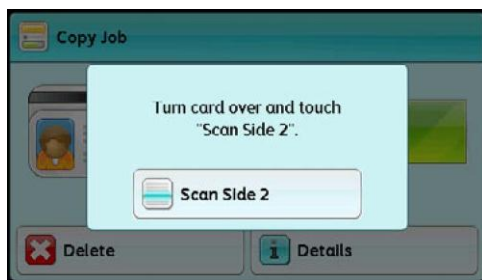 Copy Job
Turn card over and touch
"Scan Side 2".
Scan Side 2
Delete
Details